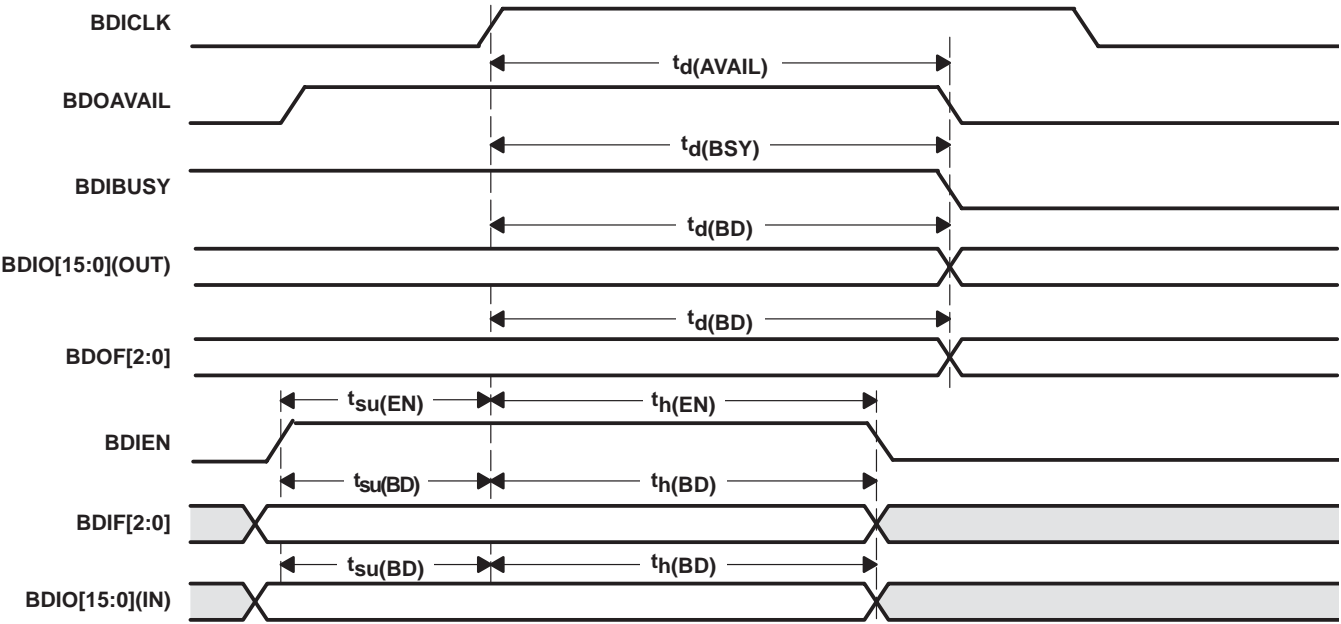 BDICLK
td(AVAIL)
BDOAVAIL
td(BSY)
BDIBUSY
td(BD)
BDIO[15:0](OUT)
td(BD)
BDOF[2:0]
tsu(EN) th(EN)
BDIEN
tsu(BD) th(BD)
BDIF[2:0]
tsu(BD) th(BD)
BDIO[15:0](IN)